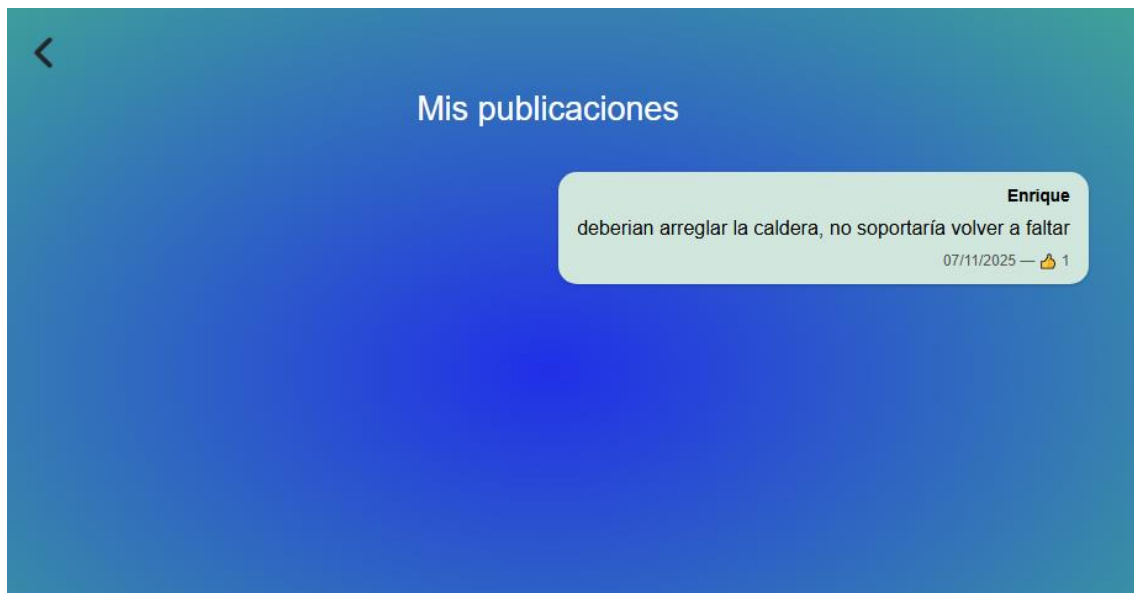 Mis publicaciones
Enrique
deberian arreglar la caldera, no soportaría volver a faltar
07/11/2025 — 👍 1